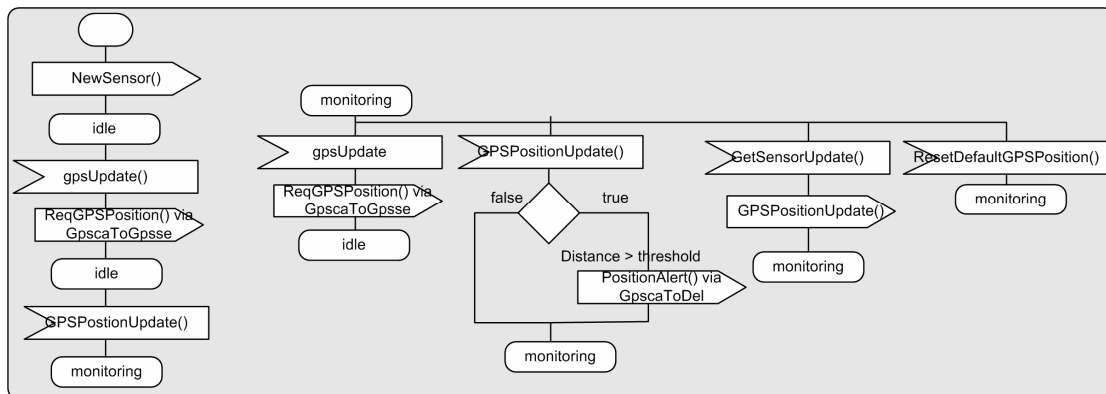 NewSensor()
idle
gpsUpdate()
ReqGPSPosition() via
GpscaToGpsse
idle
GPSPostionUpdate()
monitoring
monitoring
gpsUpdate
ReqGPSPosition() via
GpscaToGpsse
idle
GPSPositionUpdate()
false
true
Distance > threshold
PositionAlert() via
GpscaToDel
monitoring
GetSensorUpdate()
GPSPositionUpdate()
monitoring
ResetDefaultGPSPosition()
monitoring